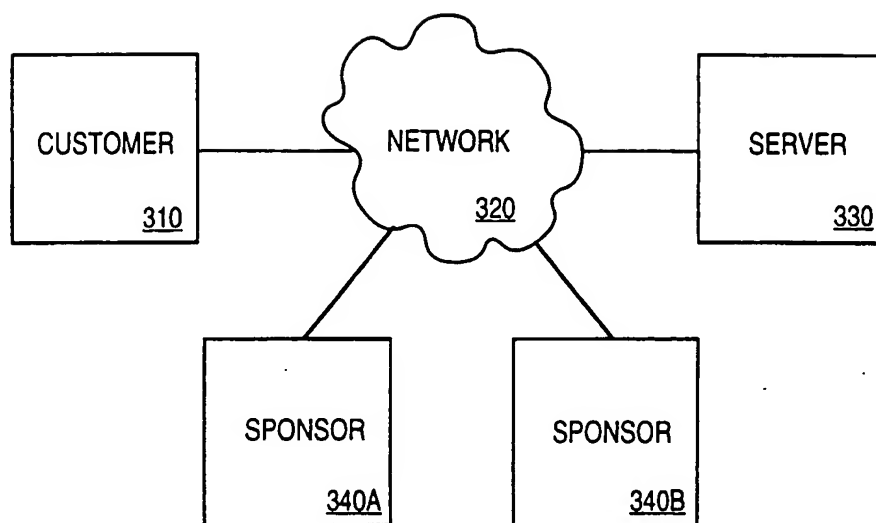 CUSTOMER
310
NETWORK
320
SERVER
330
SPONSOR
340A
SPONSOR
340B